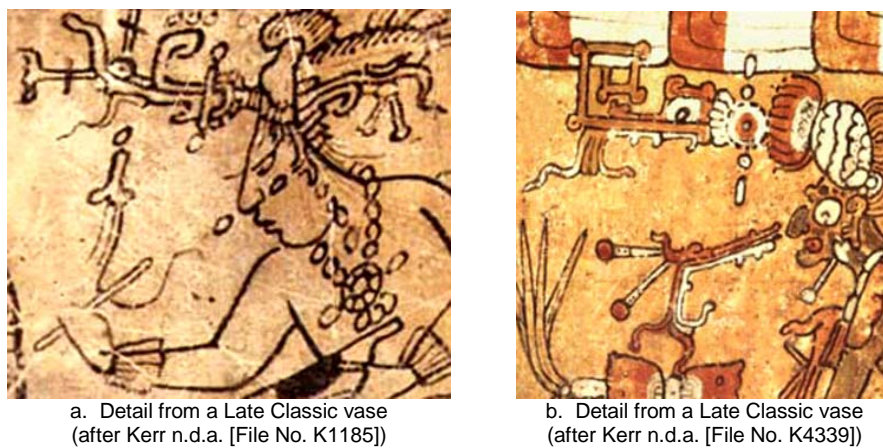 a.  Detail from a Late Classic vase
(after Kerr n.d.a. [File No. K1185])
b.  Detail from a Late Classic vase
(after Kerr n.d.a. [File No. K4339])